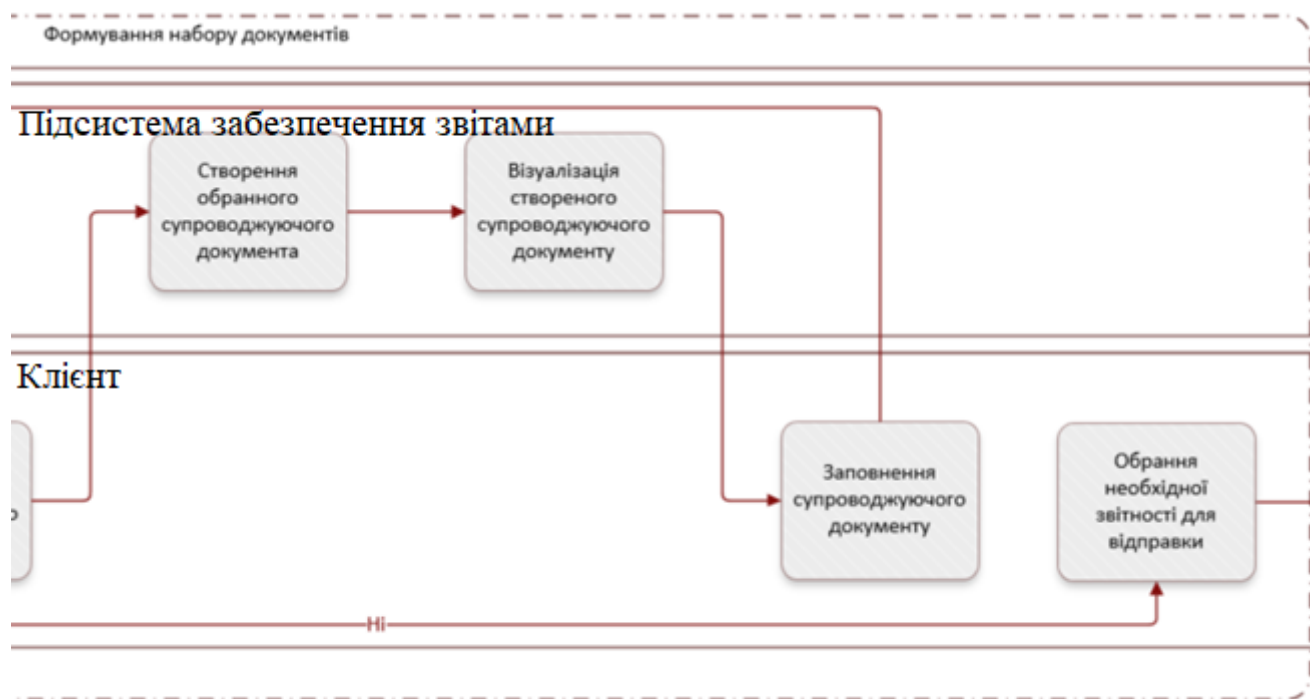 Формування набору документів
Підсистема забезпечення звітами
Створення
обранного
супроводжуючого
документа
Візуалізація
створеного
супроводжуючого
документу
Клієнт
Заповнення
супроводжуючого
документу
Обрання
необхідної
звітності для
відправки
Ні